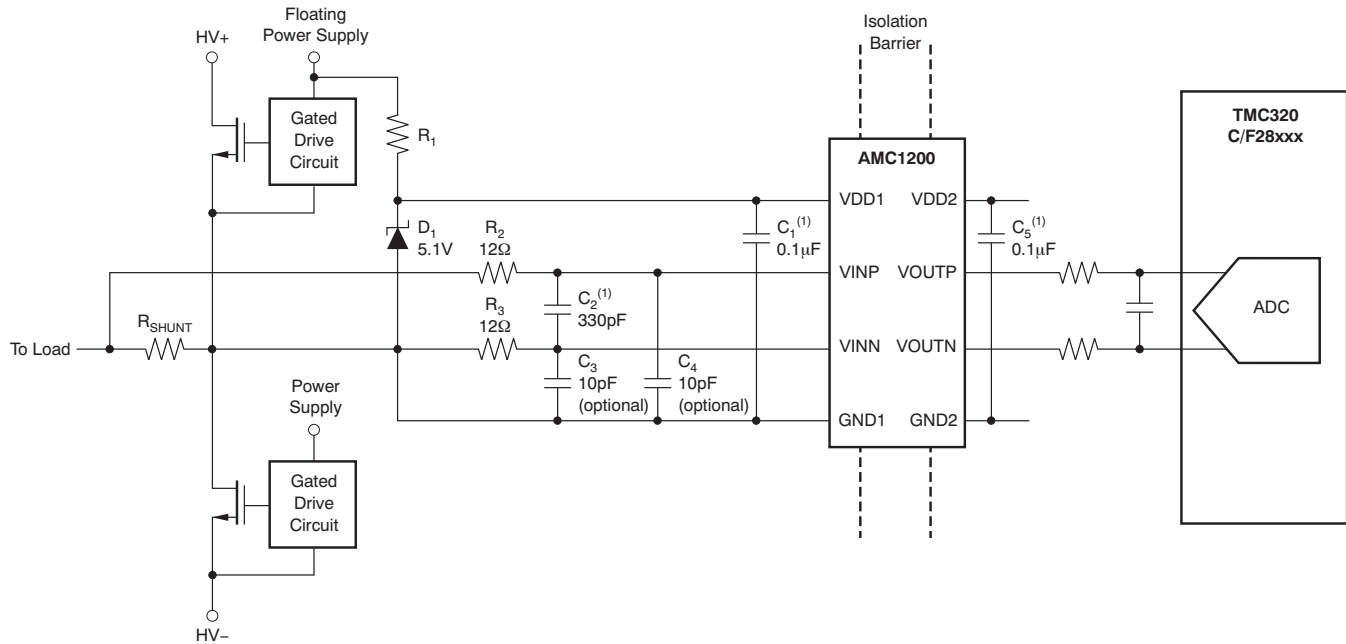 Floating
Power Supply
HV+
Isolation
Barrier
Gated
Drive
Circuit
R1
TMC320
C/F28xxx
AMC1200
VDD1
VDD2
D1
5.1V
R2
12Ω
C1(1)
0.1μF
C5(1)
0.1μF
VINP
VOUTP
C2(1)
330pF
R3
12Ω
ADC
RSHUNT
To Load
VINN
VOUTN
C3
10pF
(optional)
C4
10pF
(optional)
Power
Supply
GND1
GND2
Gated
Drive
Circuit
HV−